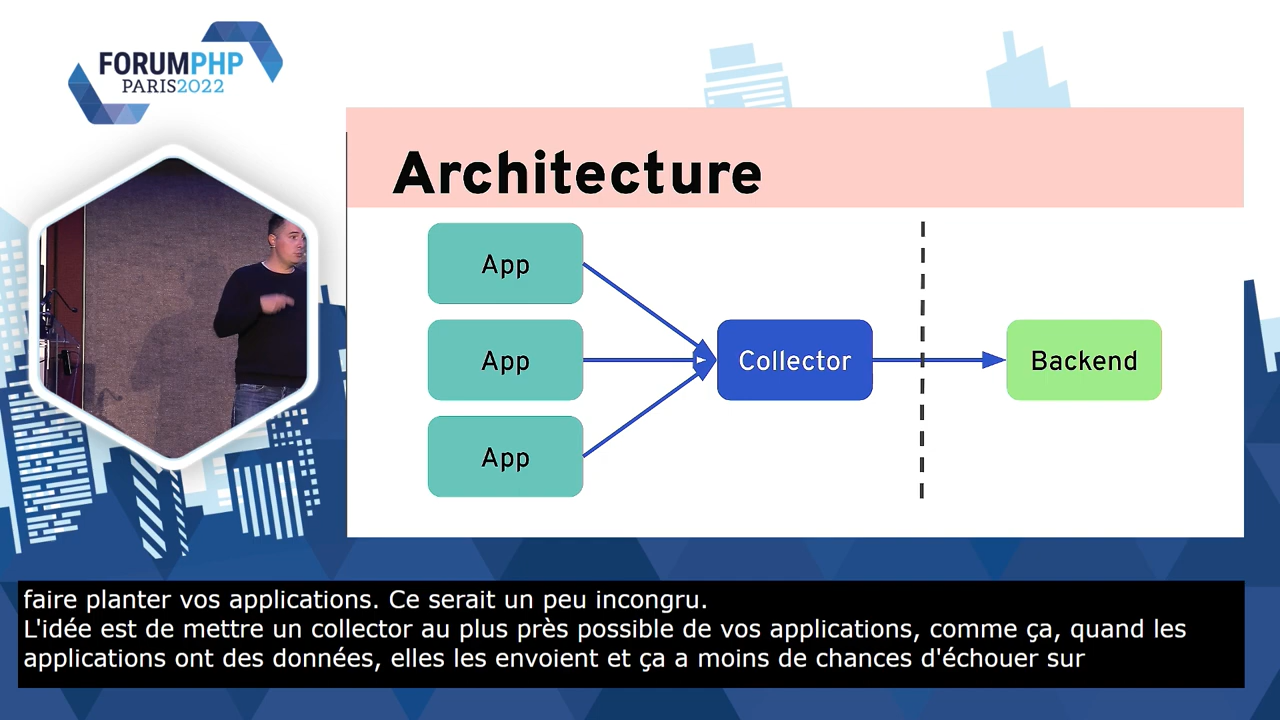 FORUMPHP
PARIS2022
Architecture
App
App
Collector
Backend
App
faire planter vos applications. Ce serait un peu incongru.
L'idée est de mettre un collector au plus près possible de vos applications, comme ça, quand les
applications ont des données, elles les envoient et ça a moins de chances d'échouer sur